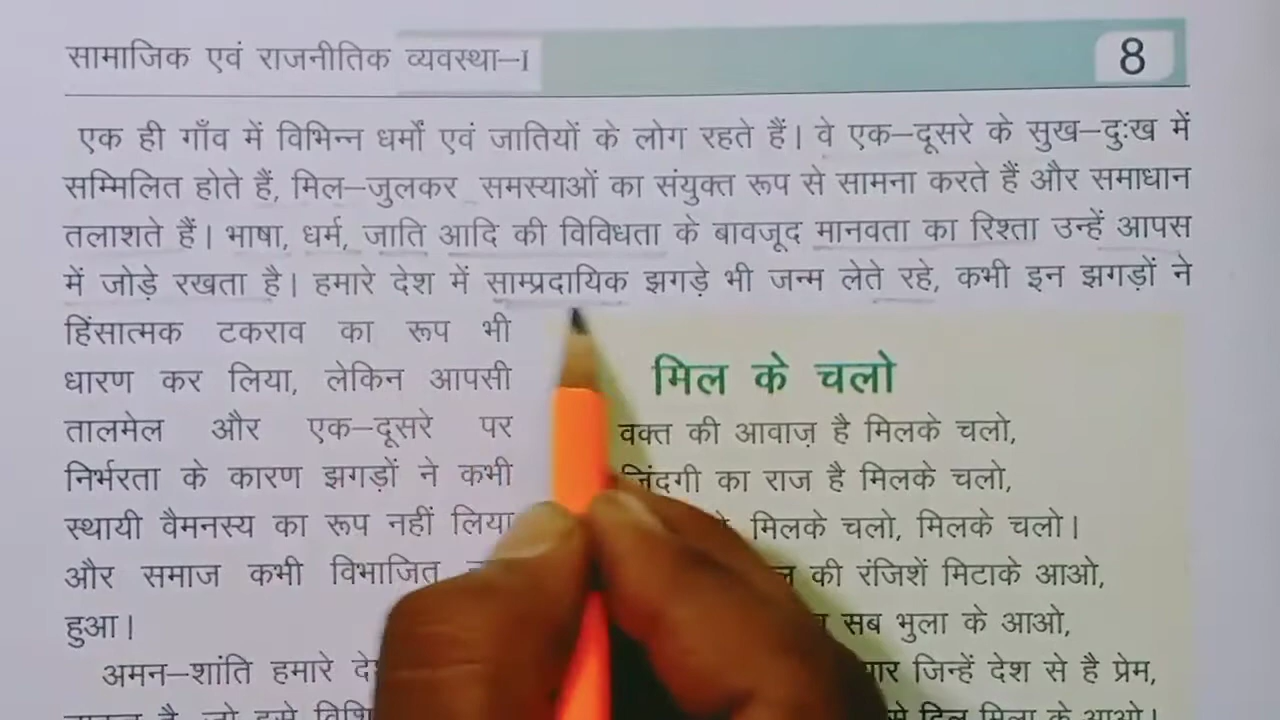 सामाजिक एवं राजनीतिक व्यवस्था–I
8
एक ही गाँव में विभिन्न धर्मों एवं जातियों के लोग रहते हैं। वे एक–दूसरे के सुख–दुःख में
सम्मिलित होते हैं, मिल–जुलकर समस्याओं का संयुक्त रूप से सामना करते हैं और समाधान
तलाशते हैं। भाषा, धर्म, जाति आदि की विविधता के बावजूद मानवता का रिश्ता उन्हें आपस
में जोड़े रखता है। हमारे देश में साम्प्रदायिक झगड़े भी जन्म लेते रहे, कभी इन झगड़ों ने
हिंसात्मक टकराव का रूप भी
धारण कर लिया, लेकिन आपसी
तालमेल और एक–दूसरे पर
निर्भरता के कारण झगड़ों ने कभी
स्थायी वैमनस्य का रूप नहीं लिया
और समाज कभी विभाजित
हुआ।
अमन–शांति हमारे
मिल के चलो
वक्त की आवाज़ है मिलके चलो,
ज़िंदगी का राज है मिलके चलो,
मिलके चलो, मिलके चलो।
की रंजिशें मिटाके आओ,
सब भुला के आओ,
जिन्हें देश से है प्रेम,
दिल मिला के आओ।